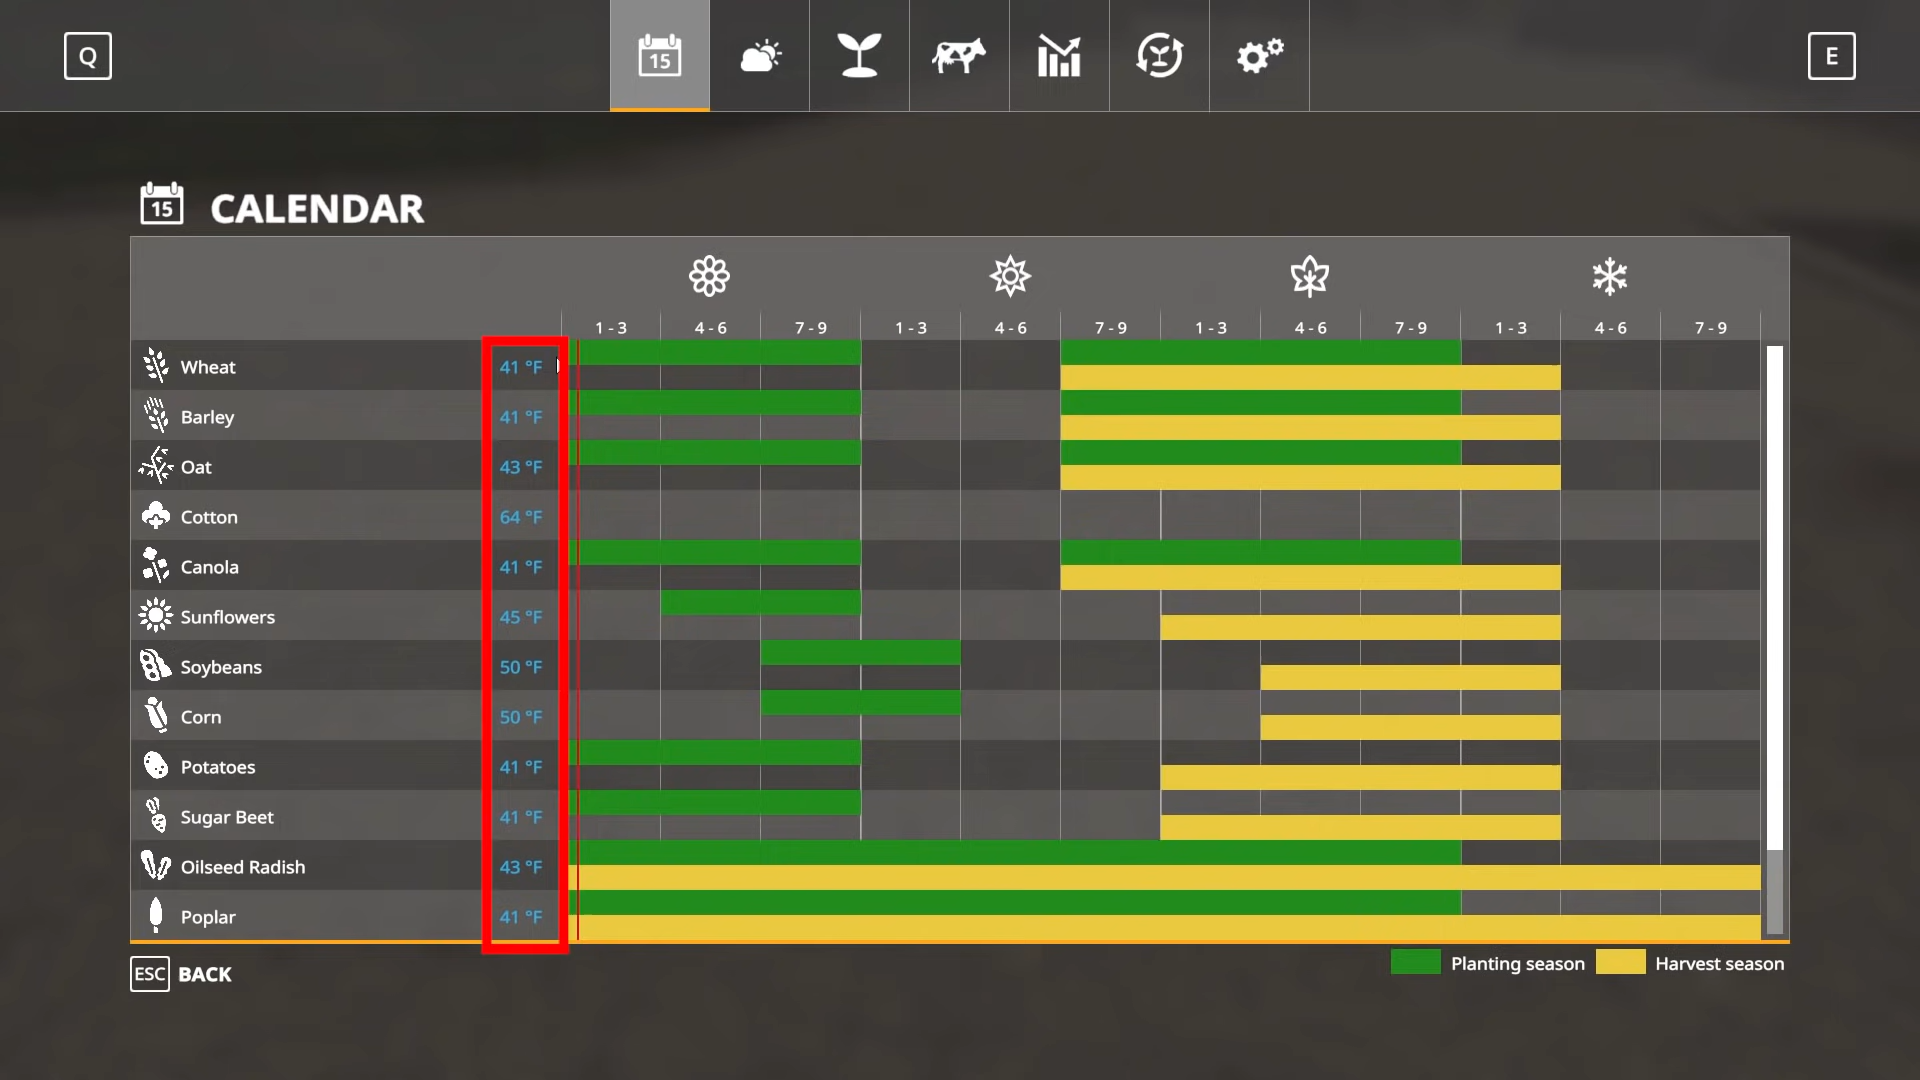 Q
15
E
15 CALENDAR
1 - 3 4 - 6 7 - 9 1 - 3 4 - 6 7 - 9 1 - 3 4 - 6 7 - 9 1 - 3 4 - 6 7 - 9
Wheat 41 °F
Barley 41 °F
Oat 43 °F
Cotton 64 °F
Canola 41 °F
Sunflowers 45 °F
Soybeans 50 °F
Corn 50 °F
Potatoes 41 °F
Sugar Beet 41 °F
Oilseed Radish 43 °F
Poplar 41 °F
Planting season Harvest season
ESC BACK